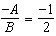 -A/B = -1/2